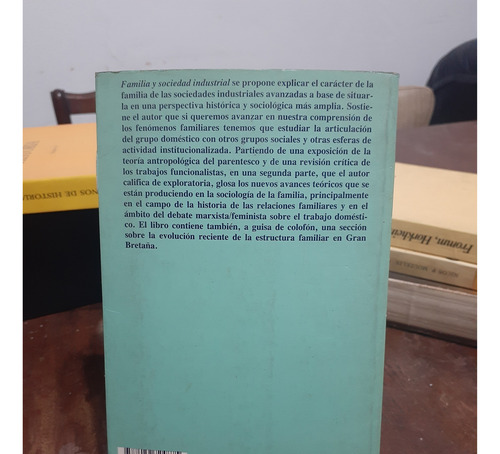 Familia y sociedad industrial se propone explicar el carácter de la
familia de las sociedades industriales avanzadas a base de situar-
la en una perspectiva histórica y sociológica más amplia. Sostie-
ne el autor que si queremos avanzar en nuestra comprensión de
los fenómenos familiares tenemos que estudiar la articulación
del grupo doméstico con otros grupos sociales y otras esferas de
actividad institucionalizada. Partiendo de una exposición de la
teoría antropológica del parentesco y de una revisión crítica de
los trabajos funcionalistas, en una segunda parte, que el autor
califica de exploratoria, glosa los nuevos avances teóricos que se
están produciendo en la sociología de la familia, principalmente
en el campo de la historia de las relaciones familiares y en el
ámbito del debate marxista/feminista sobre el trabajo domésti-
co. El libro contiene también, a guisa de colofón, una sección
sobre la evolución reciente de la estructura familiar en Gran
Bretaña.
NOS DE HISTORIA
Fromm, Horkhei